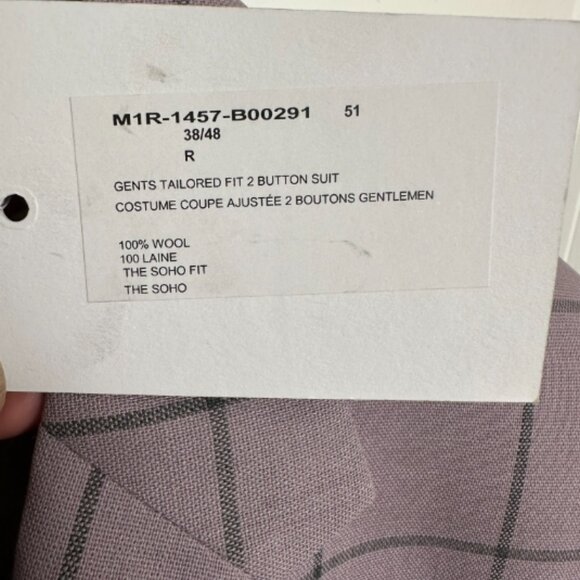 M1R-1457-B00291 51
38/48
R
GENTS TAILORED FIT 2 BUTTON SUIT
COSTUME COUPE AJUSTÉE 2 BOUTONS GENTLEMEN
100% WOOL
100 LAINE
THE SOHO FIT
THE SOHO